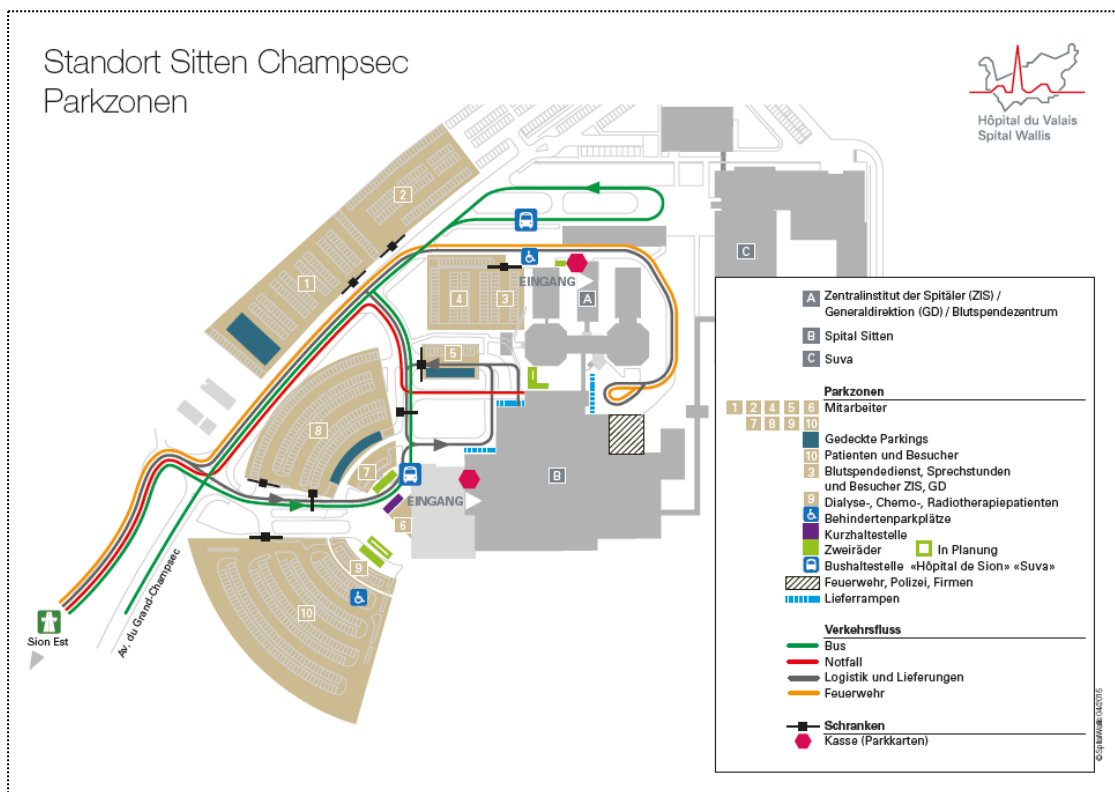 Standort Sitten Champsec
Parkzonen
Hôpital du Valais
Spital Wallis
2
1
C
EINGANG
4
3
A
5
8
7
B
EINGANG
6
9
10
Av. du Grand-Champsec
Sion Est
A Zentralinstitut der Spitäler (ZIS) /
Generaldirektion (GD) / Blutspendezentrum
B Spital Sitten
C Suva
Parkzonen
1 2 4 5 6 Mitarbeiter
7 8 9 10
Gedeckte Parkings
10 Patienten und Besucher
3 Blutspendedienst, Sprechstunden
und Besucher ZIS, GD
9 Dialyse-, Chemo-, Radiotherapiepatienten
Behindertenparkplätze
Kurzhaltestelle
Zweiräder In Planung
Bushaltestelle «Hôpital de Sion» «Suva»
Feuerwehr, Polizei, Firmen
Lieferrampen
Verkehrsfluss
Bus
Notfall
Logistik und Lieferungen
Feuerwehr
Schranken
Kasse (Parkkarten)